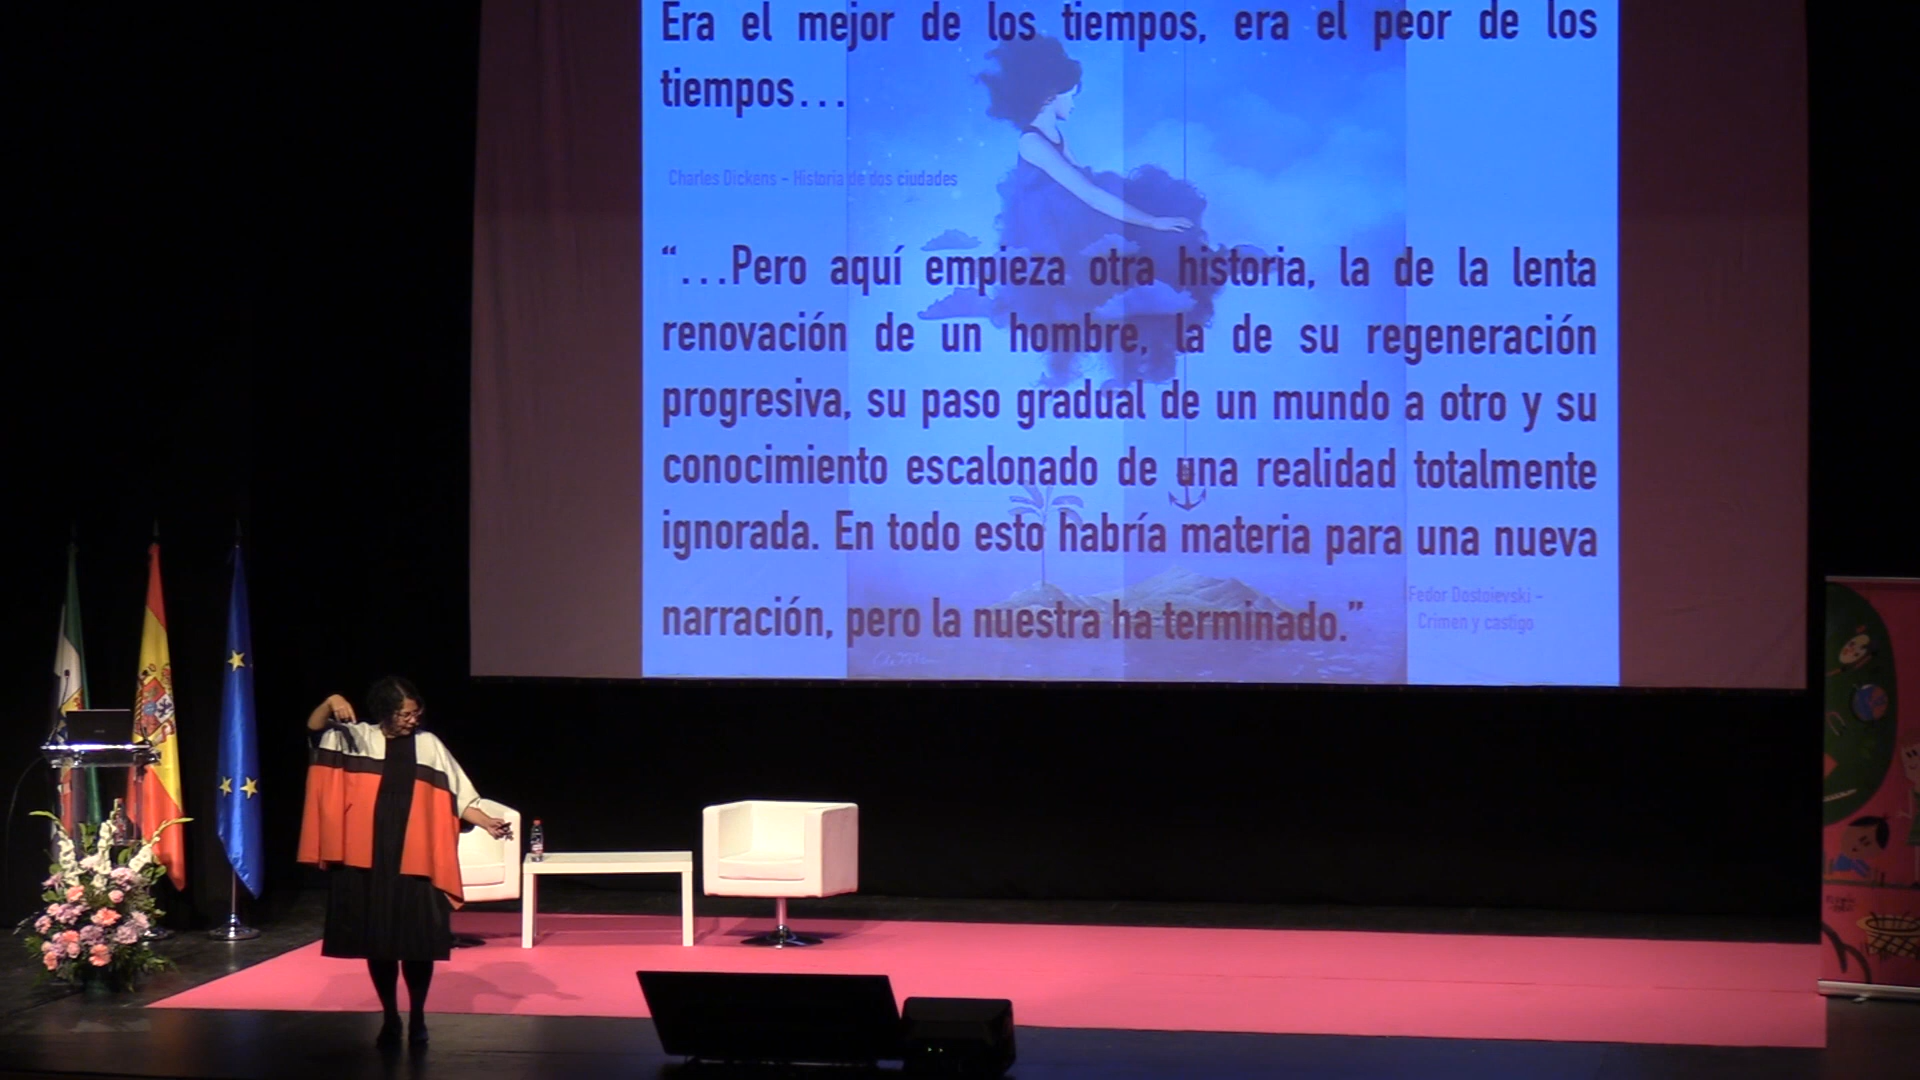 Era el mejor de los tiempos, era el peor de los
tiempos...
Charles Dickens – Historia de dos ciudades
“...Pero aquí empieza otra historia, la de la lenta
renovación de un hombre, la de su regeneración
progresiva, su paso gradual de un mundo a otro y su
conocimiento escalonado de una realidad totalmente
ignorada. En todo esto habría materia para una nueva
narración, pero la nuestra ha terminado.”
Fedor Dostoievski –
Crimen y castigo